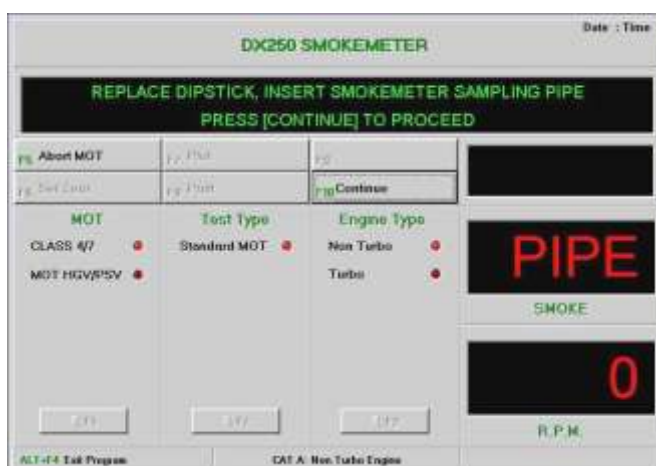 Date : Time
DX250 SMOKEMETER
REPLACE DIPSTICK, INSERT SMOKEMETER SAMPLING PIPE
PRESS [CONTINUE] TO PROCEED
Abort MOT
F10 Continue
MOT
Test Type
Engine Type
CLASS 4/7
Standard MOT
Non Turbo
MOT HGV/PSV
Turbo
PIPE
SMOKE
0
R.P.M.
ALT+F4 Exit Program
CAT A: Non Turbo Engine